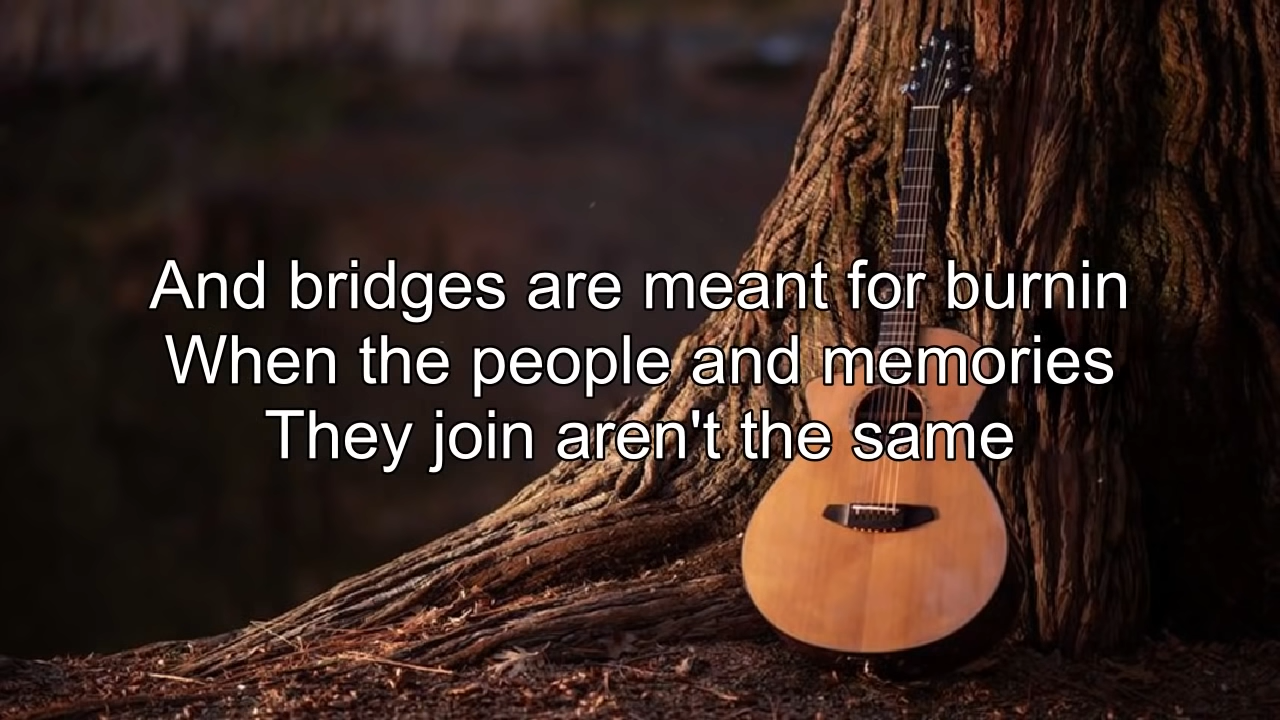 And bridges are meant for burnin
When the people and memories
They join aren't the same